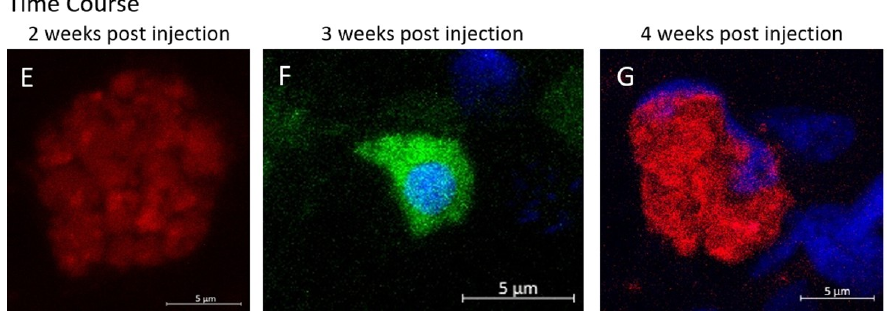 Time Course
2 weeks post injection
3 weeks post injection
4 weeks post injection
E
F
G
5 μm
5 μm
5 μm